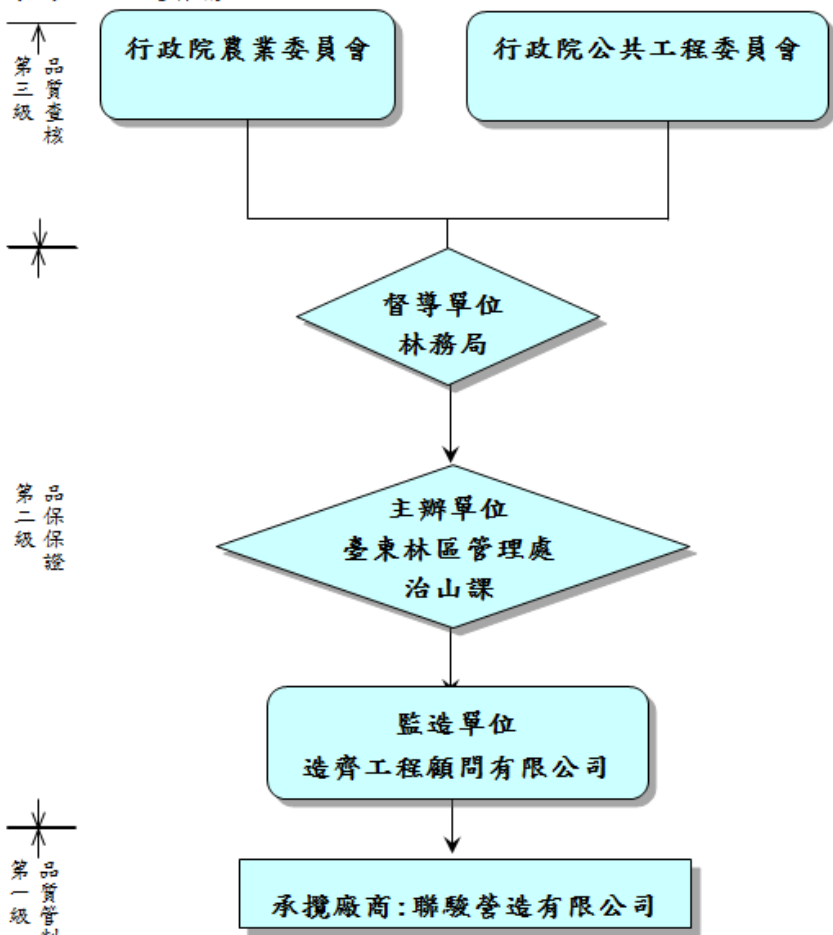 行政院農業委員會
行政院公共工程委員會
品質查核
第三級
督導單位
林務局
主辦單位
臺東林區管理處
治山課
品保保證
第二級
監造單位
造齊工程顧問有限公司
品質管制
第一級
承攬廠商:聯駿營造有限公司